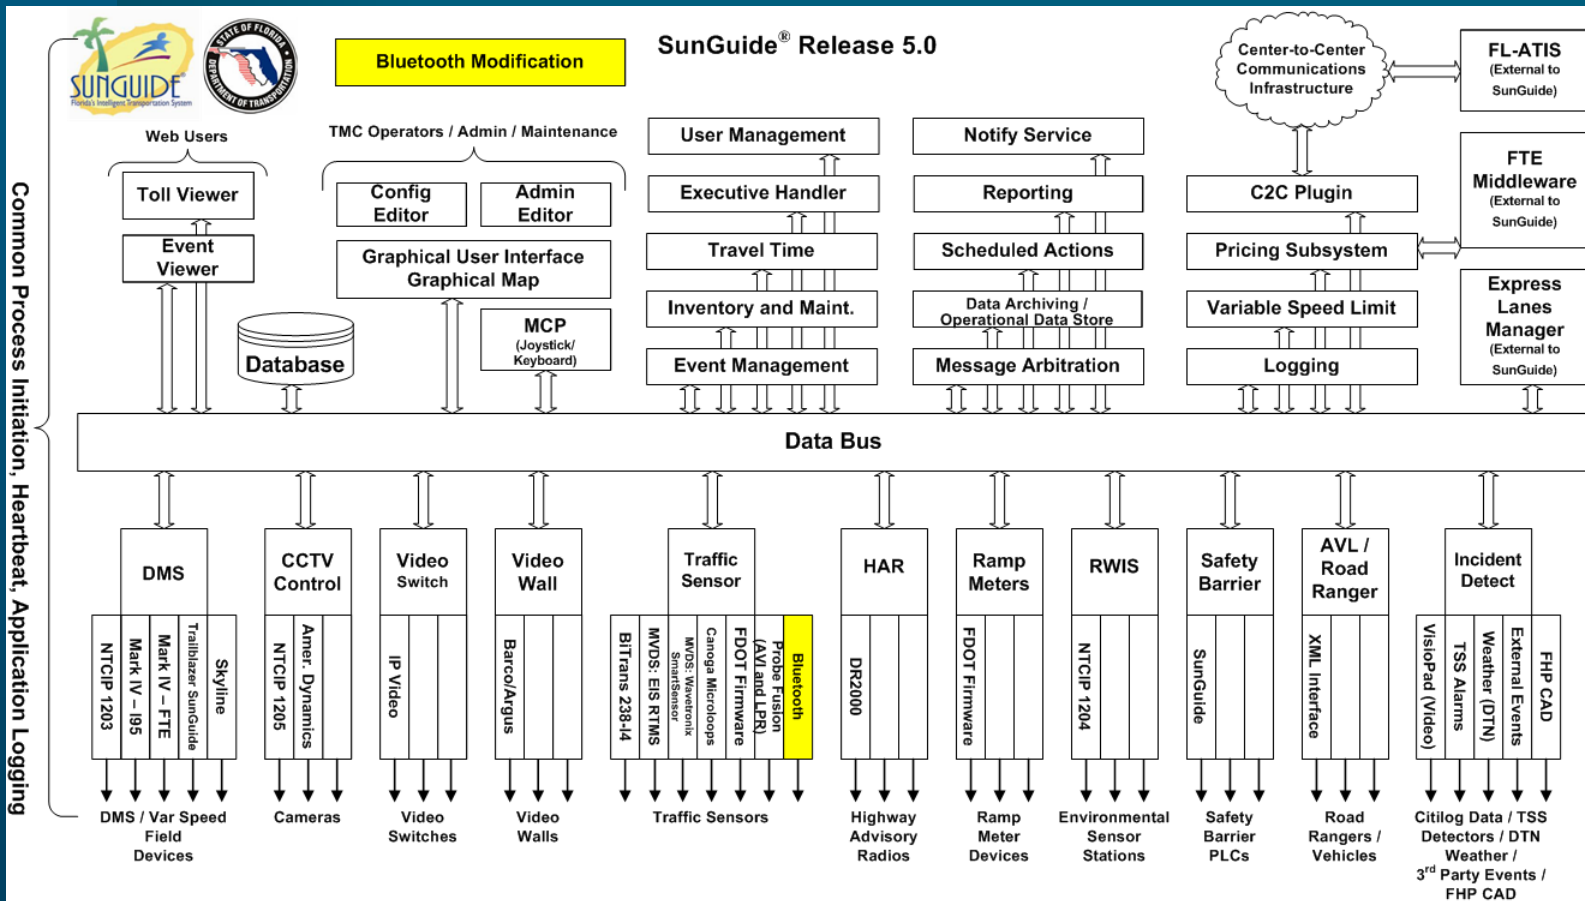 SUNGUIDE®
Florida's Intelligent Transportation System
STATE OF FLORIDA
DEPARTMENT OF TRANSPORTATION
Bluetooth Modification
SunGuide® Release 5.0
Common Process Initiation, Heartbeat, Application Logging
Web Users
Toll Viewer
Event
Viewer
Database
TMC Operators / Admin / Maintenance
Config
Editor
Admin
Editor
Graphical User Interface
Graphical Map
MCP
(Joystick/
Keyboard)
User Management
Executive Handler
Travel Time
Inventory and Maint.
Event Management
Notify Service
Reporting
Scheduled Actions
Data Archiving /
Operational Data Store
Message Arbitration
Center-to-Center
Communications
Infrastructure
C2C Plugin
Pricing Subsystem
Variable Speed Limit
Logging
FL-ATIS
(External to
SunGuide)
FTE
Middleware
(External to
SunGuide)
Express
Lanes
Manager
(External to
SunGuide)
Data Bus
DMS
NTCIP 1203
Mark IV – I95
Mark IV – FTE
Trailblazer SunGuide
Skyline
DMS / Var Speed
Field
Devices
CCTV
Control
NTCIP 1205
Amer. Dynamics
Cameras
Video
Switch
IP Video
Video
Switches
Video
Wall
Barco/Argus
Video
Walls
Traffic
Sensor
BiTrans 238-I4
MVDS: EIS RTMS
MVDS: Wavetronix
SmartSensor
Canoga Microloops
FDOT Firmware
Probe Fusion
(AVI and LPR)
Bluetooth
Traffic Sensors
HAR
DR2000
Highway
Advisory
Radios
Ramp
Meters
FDOT Firmware
Ramp
Meter
Devices
RWIS
NTCIP 1204
Environmental
Sensor
Stations
Safety
Barrier
SunGuide
Safety
Barrier
PLCs
AVL /
Road
Ranger
XML Interface
Road
Rangers /
Vehicles
Incident
Detect
VisioPad (Video)
TSS Alarms
Weather (DTN)
External Events
FHP CAD
Citilog Data / TSS
Detectors / DTN
Weather /
3rd Party Events /
FHP CAD